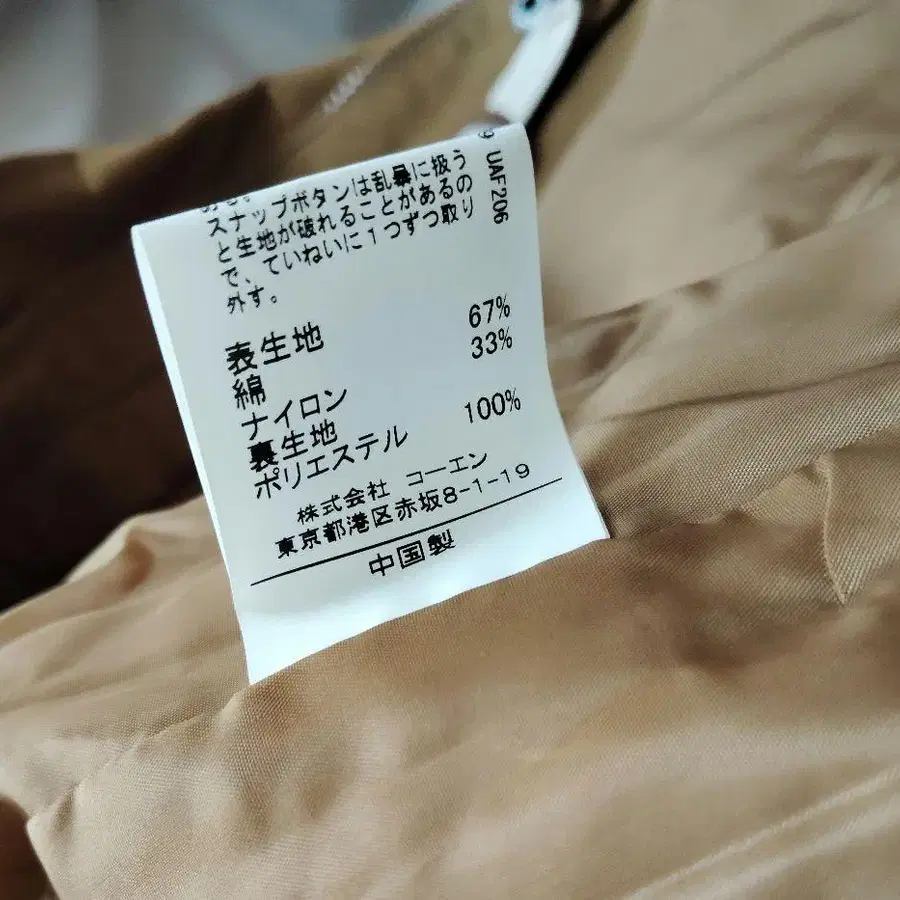 スナップボタンは乱暴に扱う
と生地が破れることがあるの
で、ていねいに1つずつ取り
外す。
表生地
綿 67%
ナイロン 33%
裏生地
ポリエステル 100%
株式会社 コーエン
東京都港区赤坂8-1-19
中国製
UAF206